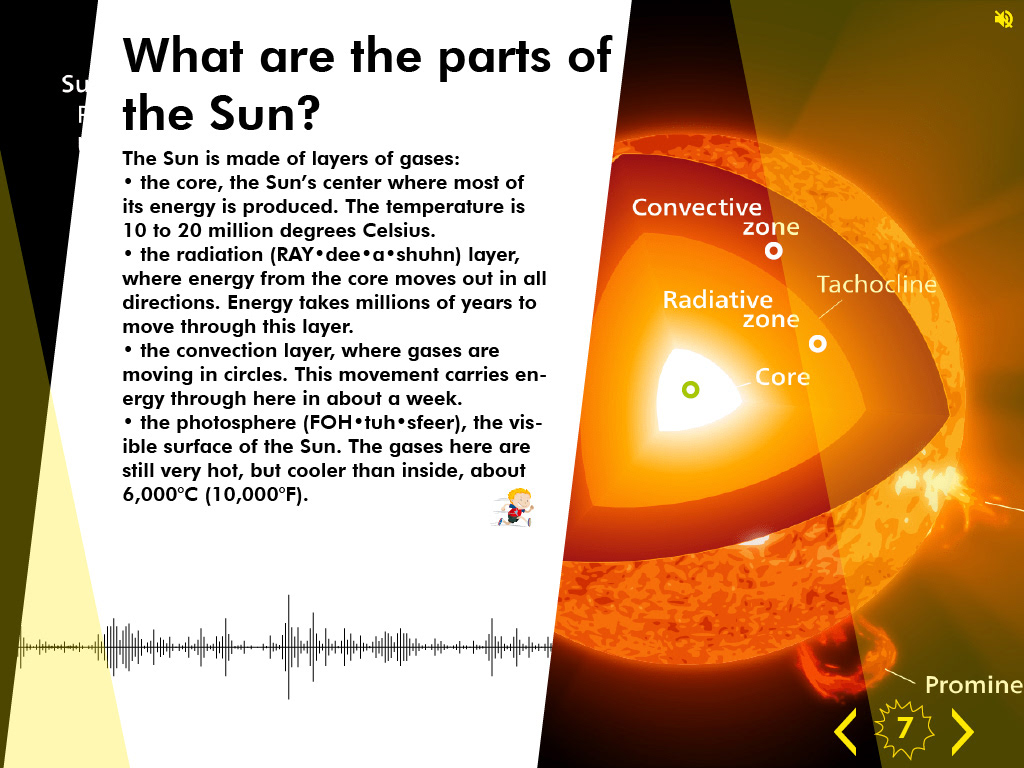 What are the parts of
the Sun?
The Sun is made of layers of gases:
• the core, the Sun’s center where most of
its energy is produced. The temperature is
10 to 20 million degrees Celsius.
• the radiation (RAY•dee•a•shuhn) layer,
where energy from the core moves out in all
directions. Energy takes millions of years to
move through this layer.
• the convection layer, where gases are
moving in circles. This movement carries en-
ergy through here in about a week.
• the photosphere (FOH•tuh•sfeer), the vis-
ible surface of the Sun. The gases here are
still very hot, but cooler than inside, about
6,000°C (10,000°F).
Su
Convective
zone
Tachocline
Radiative
zone
Core
Promine
7